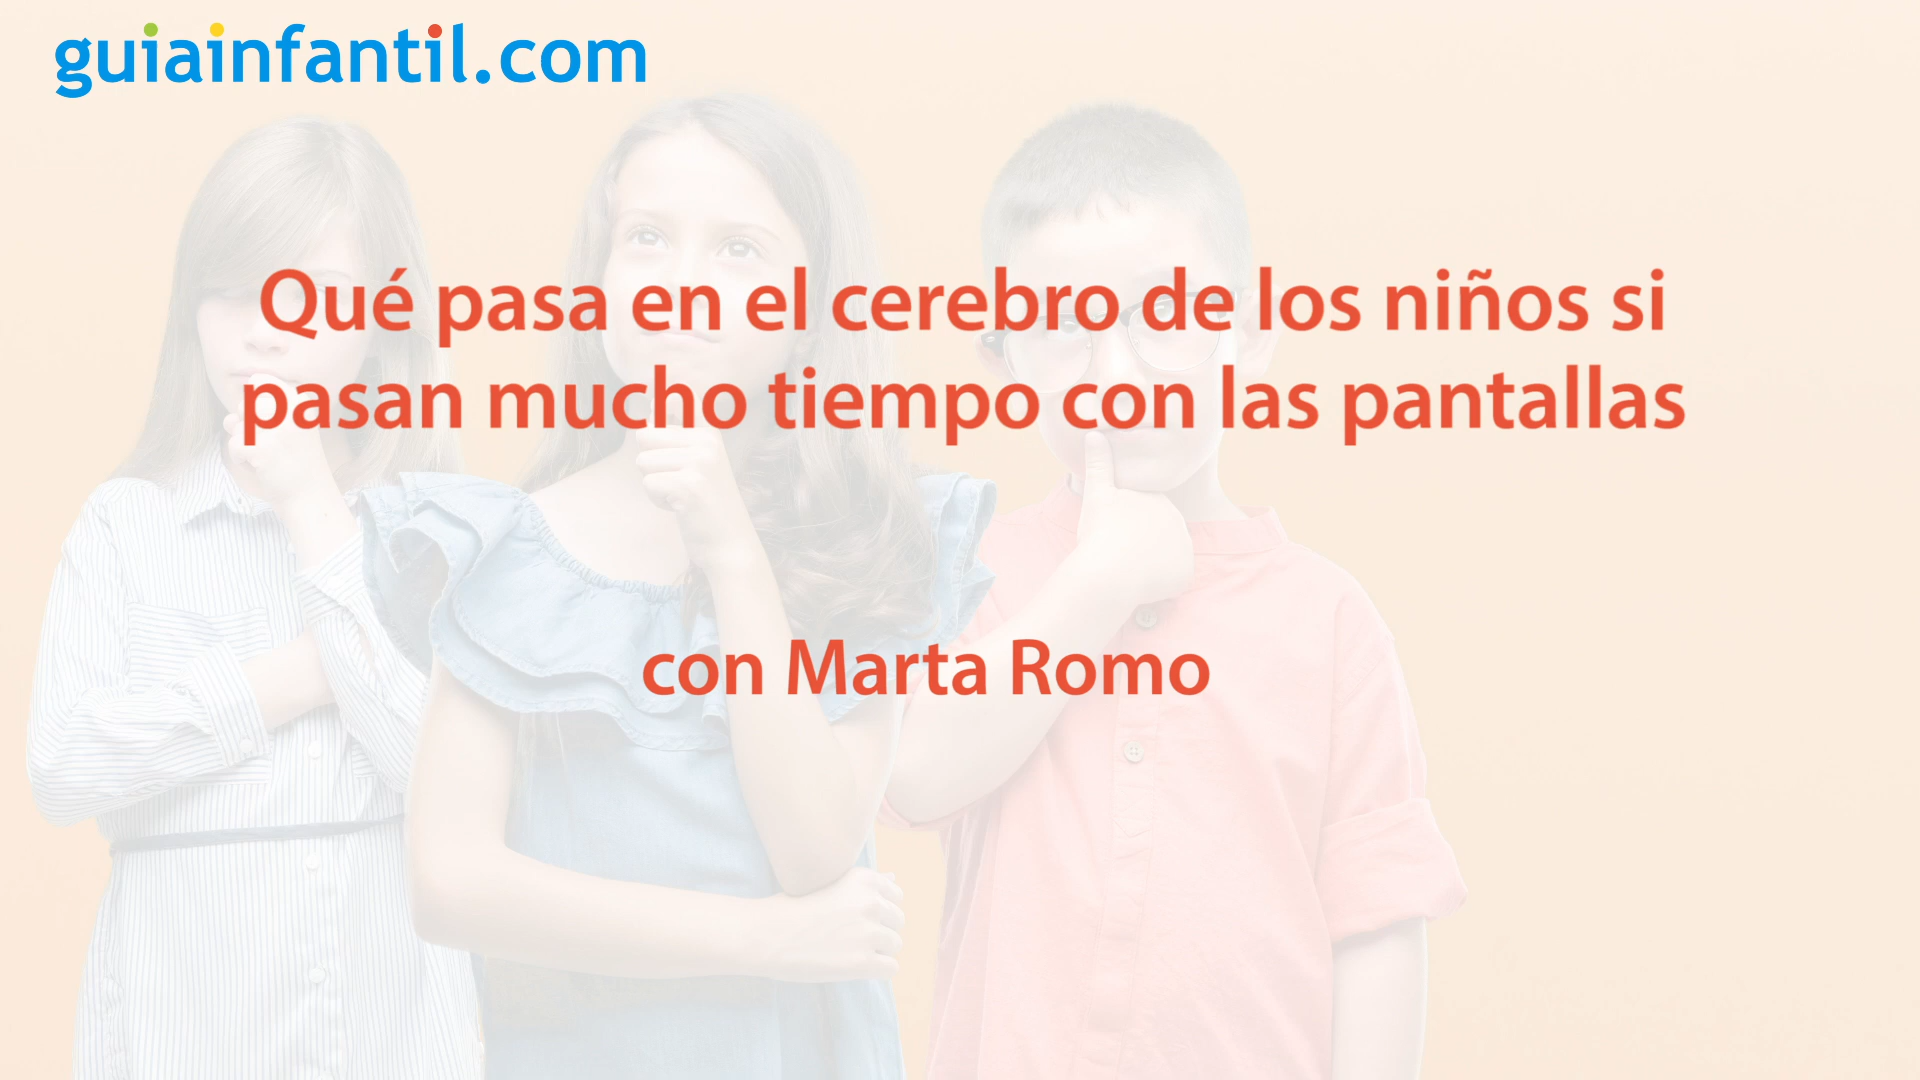 guiainfantil.com
Qué pasa en el cerebro de los niños si
pasan mucho tiempo con las pantallas
con Marta Romo